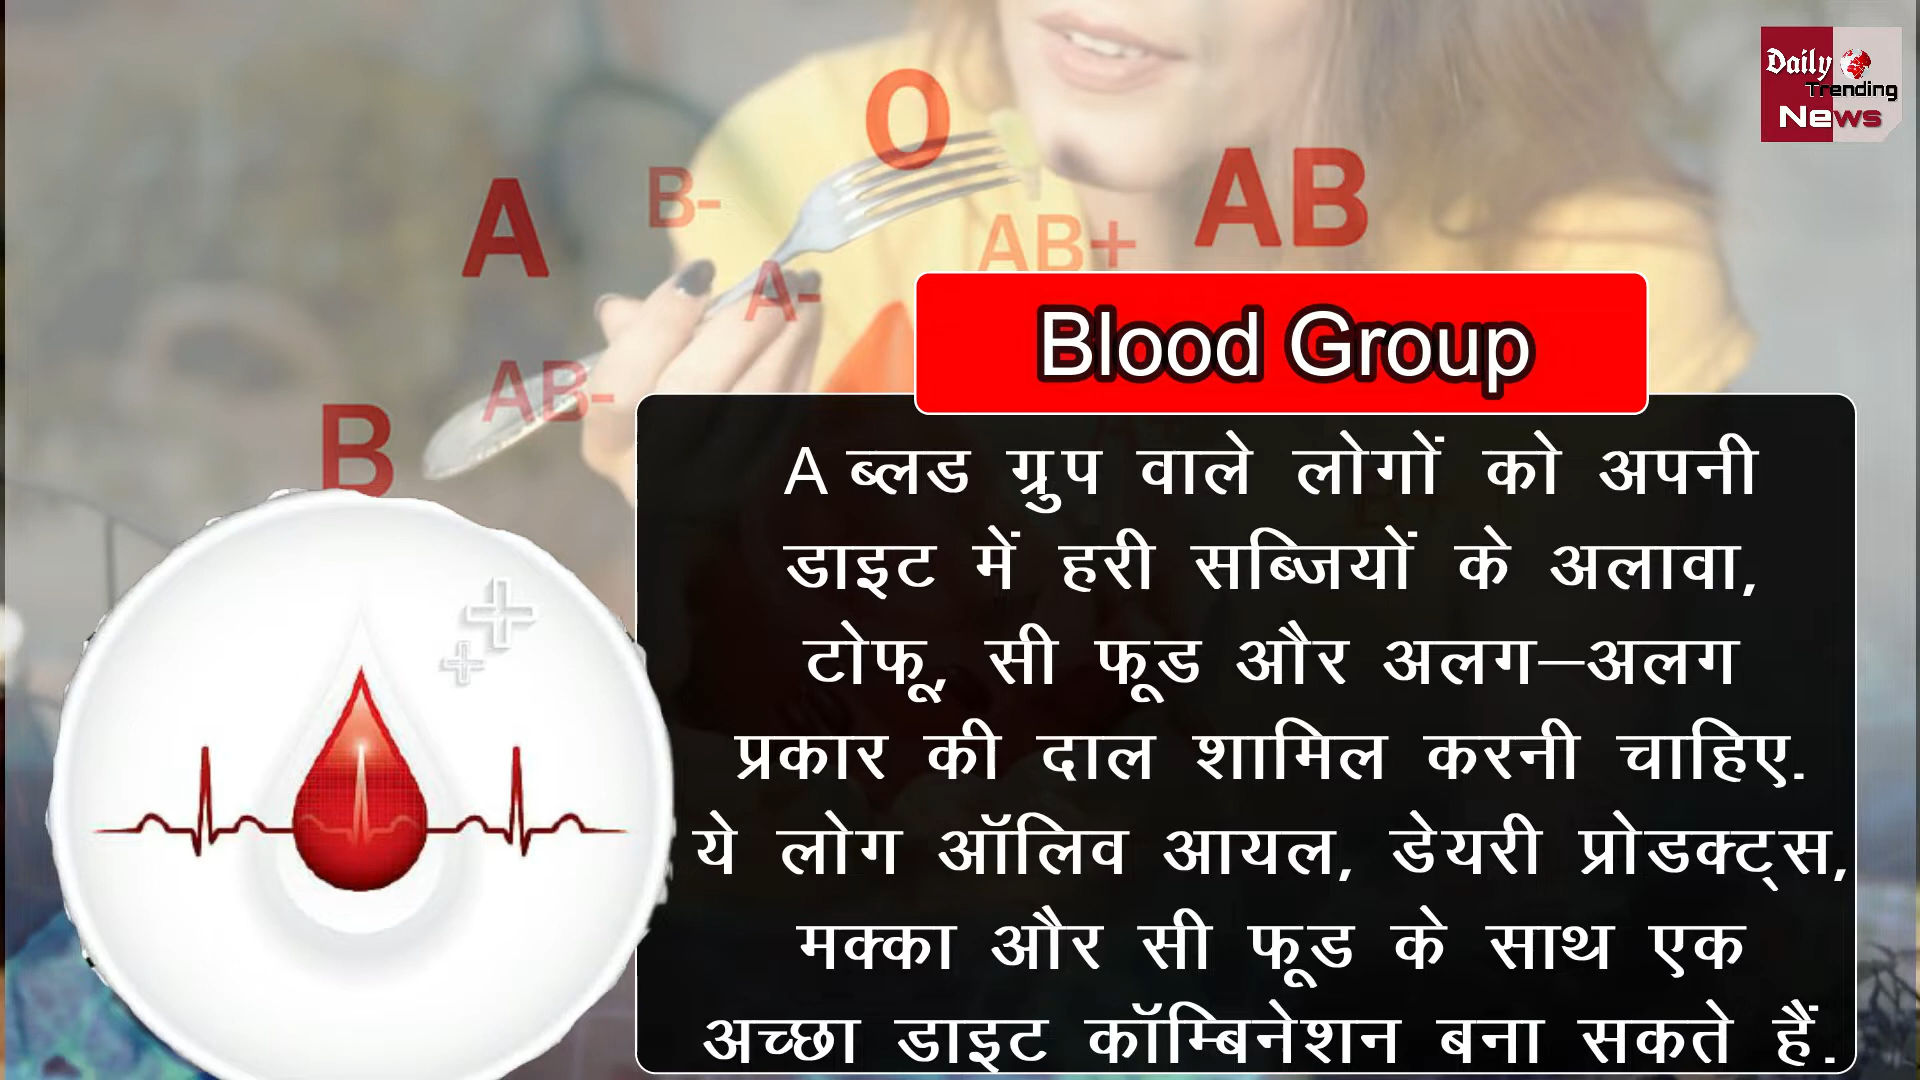 Daily
Trending
News
O
A
B-
AB
AB+
A-
AB-
B
Blood Group
A ब्लड ग्रुप वाले लोगों को अपनी
डाइट में हरी सब्जियों के अलावा,
टोफू, सी फूड और अलग–अलग
प्रकार की दाल शामिल करनी चाहिए.
ये लोग ऑलिव आयल, डेयरी प्रोडक्ट्स,
मक्का और सी फूड के साथ एक
अच्छा डाइट कॉम्बिनेशन बना सकते हैं.